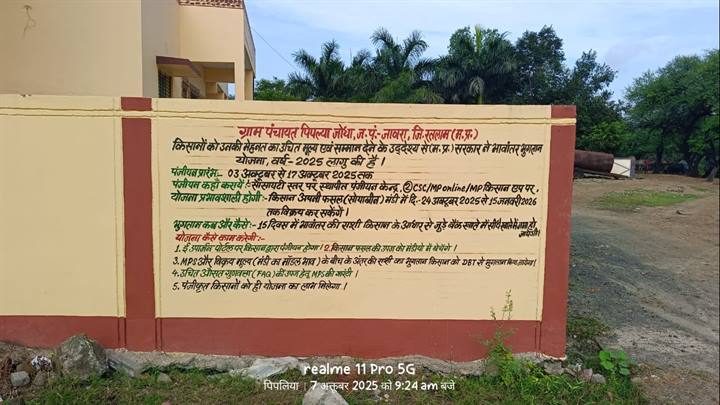 ग्राम पंचायत पिपल्या जोधा, ज.पं.- जावरा, जि. रतलाम (म.प्र.)
किसानों को उनकी मेहनत का उचित मूल्य एवं सम्मान देने के उद्देश्य से (म.प्र.) सरकार ने भावांतर भुगतान
योजना, वर्ष - 2025 लागु की हैं ।
पंजीयन प्रारंभ:- 03 अक्टूबर से 17 अक्टूबर 2025 तक
पंजीयन कहाँ कराये :- सोसायटी स्तर पर स्थापित पंजीयन केन्द्र, ② CSC/MP online/MP किसान एप पर,
योजना प्रभावशाली होगी :- किसान अपनी फसल (सोयाबीन) मंडी में दि.- 24 अक्टूबर 2025 से 15 जनवरी 2026
तक विक्रय कर सकेंगे ।
भुगतान कब और कैसे :- 15 दिवस में भावांतर की राशी किसान के आधार से जुड़े बैंक खाते में सीधे खाते में जमा हो
जायेगी।
योजना कैसे काम करेगी :-
1. ई उपार्जन पोर्टल पर किसान द्वारा पंजीयन होगा । 2. किसान फसल की उपज को मंडीयो में बेचेंगे ।
3. MPS और विक्रय मूल्य (मंडी का मॉडल भाव) के बीच के अंतर की राशी का भुगतान किसान को DBT से भुगतान किया जायेगा।
4. उचित औसत गुणवत्ता (FAQ) की उपज हेतु MPS की गारंटी ।
5. पंजीकृत किसानों को ही योजना का लाभ मिलेगा ।
realme 11 Pro 5G
पिपलिया | 7 अक्तूबर 2025 को 9:24 am बजे